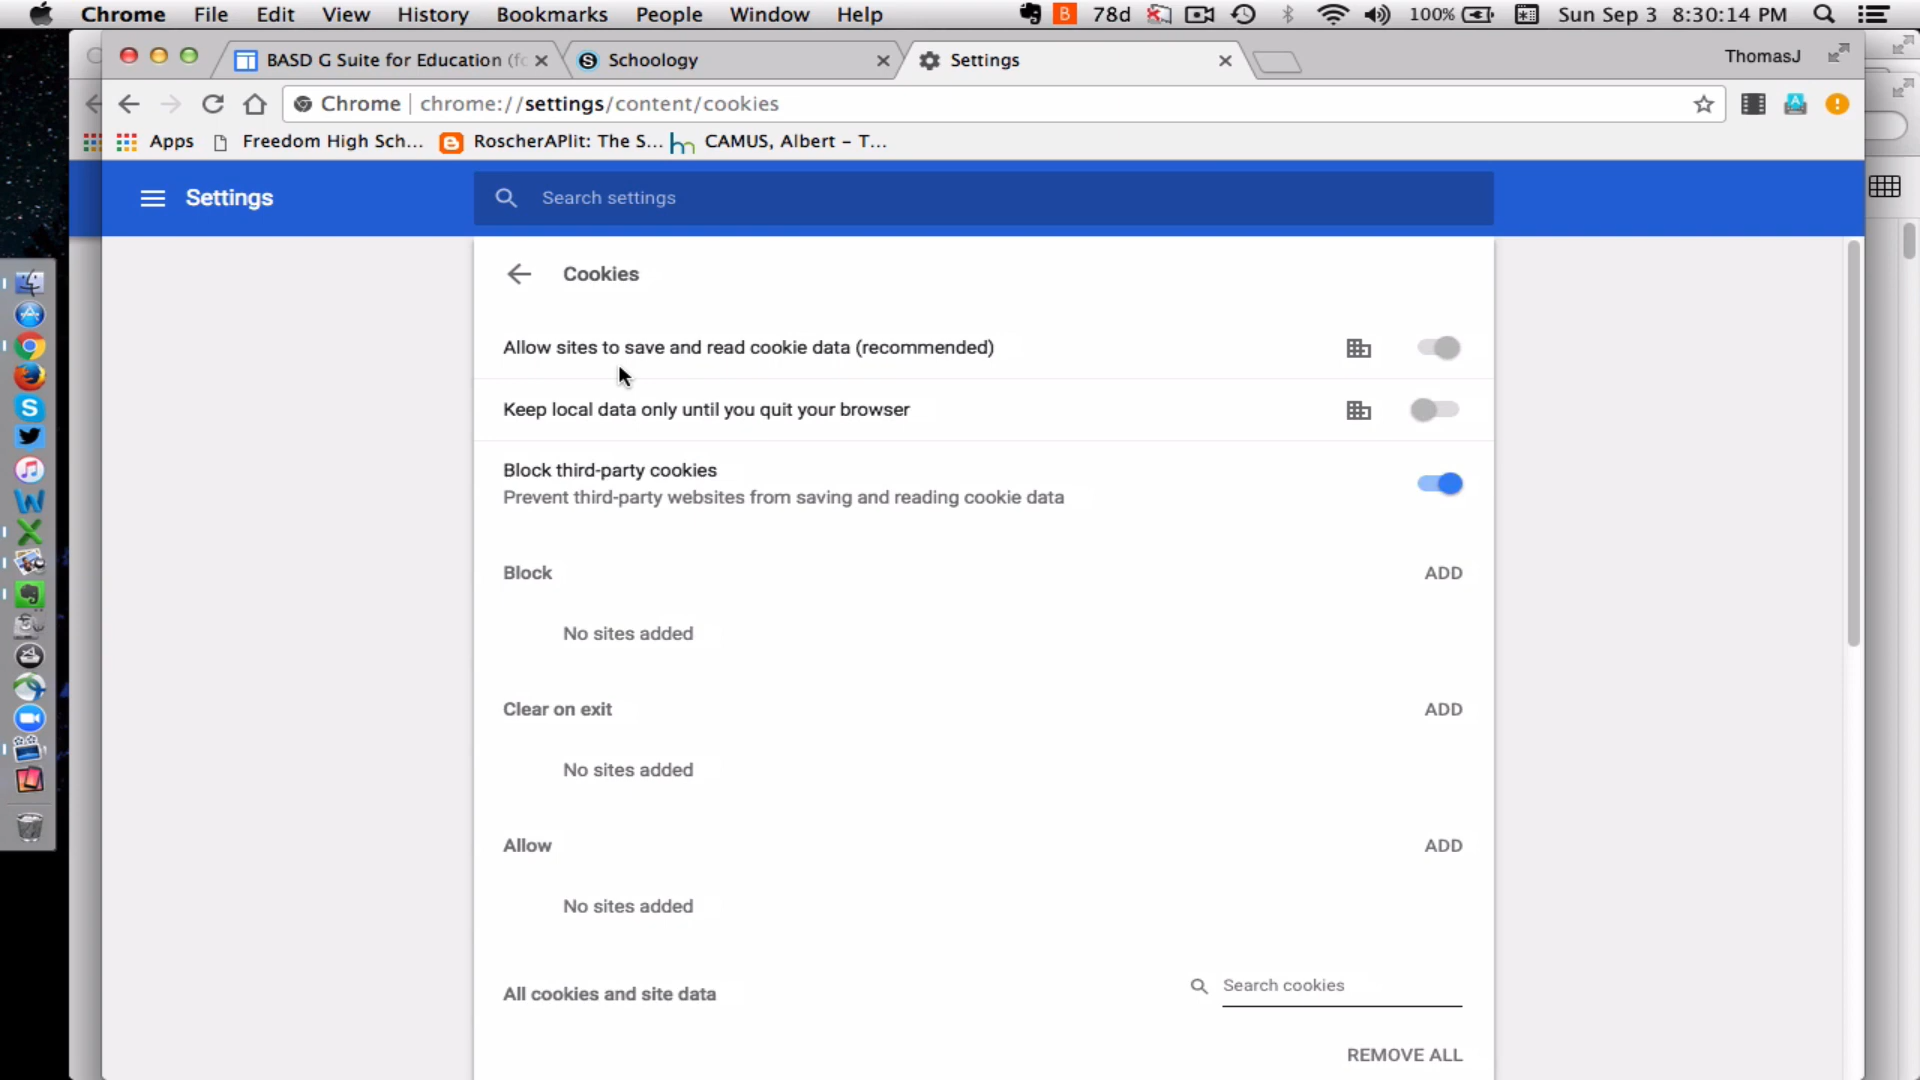 Chrome File Edit View History Bookmarks People Window Help B 78d 100% Sun Sep 3 8:30:14 PM
BASD G Suite for Education (fo Schoology Settings ThomasJ
Chrome chrome://settings/content/cookies
Apps Freedom High Sch... RoscherAPlit: The S... hn CAMUS, Albert – T...
Settings Search settings
Cookies
Allow sites to save and read cookie data (recommended)
Keep local data only until you quit your browser
Block third-party cookies
Prevent third-party websites from saving and reading cookie data
Block ADD
No sites added
Clear on exit ADD
No sites added
Allow ADD
No sites added
All cookies and site data Search cookies
REMOVE ALL